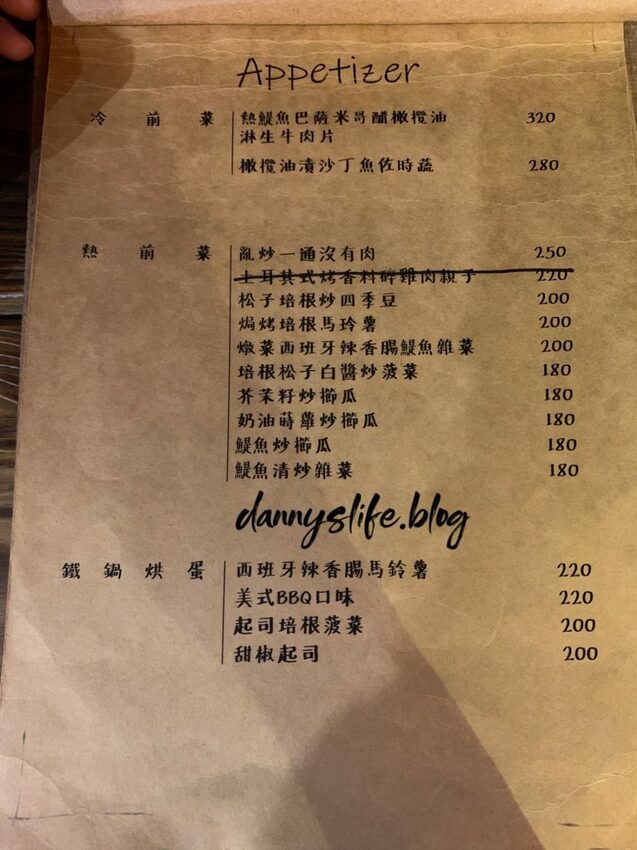 Appetizer
冷前菜 熱鯷魚巴薩米哥醋橄欖油 320
淋生牛肉片
橄欖油漬沙丁魚佐時蔬 280
熱前菜 亂炒一通沒有肉 250
土耳其式烤香料碎雞肉親子 220
松子培根炒四季豆 200
焗烤培根馬玲薯 200
燉菜西班牙辣香腸鯷魚雜菜 200
培根松子白醬炒菠菜 180
芥茉籽炒櫛瓜 180
奶油蒔蘿炒櫛瓜 180
鯷魚炒櫛瓜 180
鯷魚清炒雜菜 180
dannyslife.blog
鐵鍋烘蛋 西班牙辣香腸馬鈴薯 220
美式BBQ口味 220
起司培根菠菜 200
甜椒起司 200